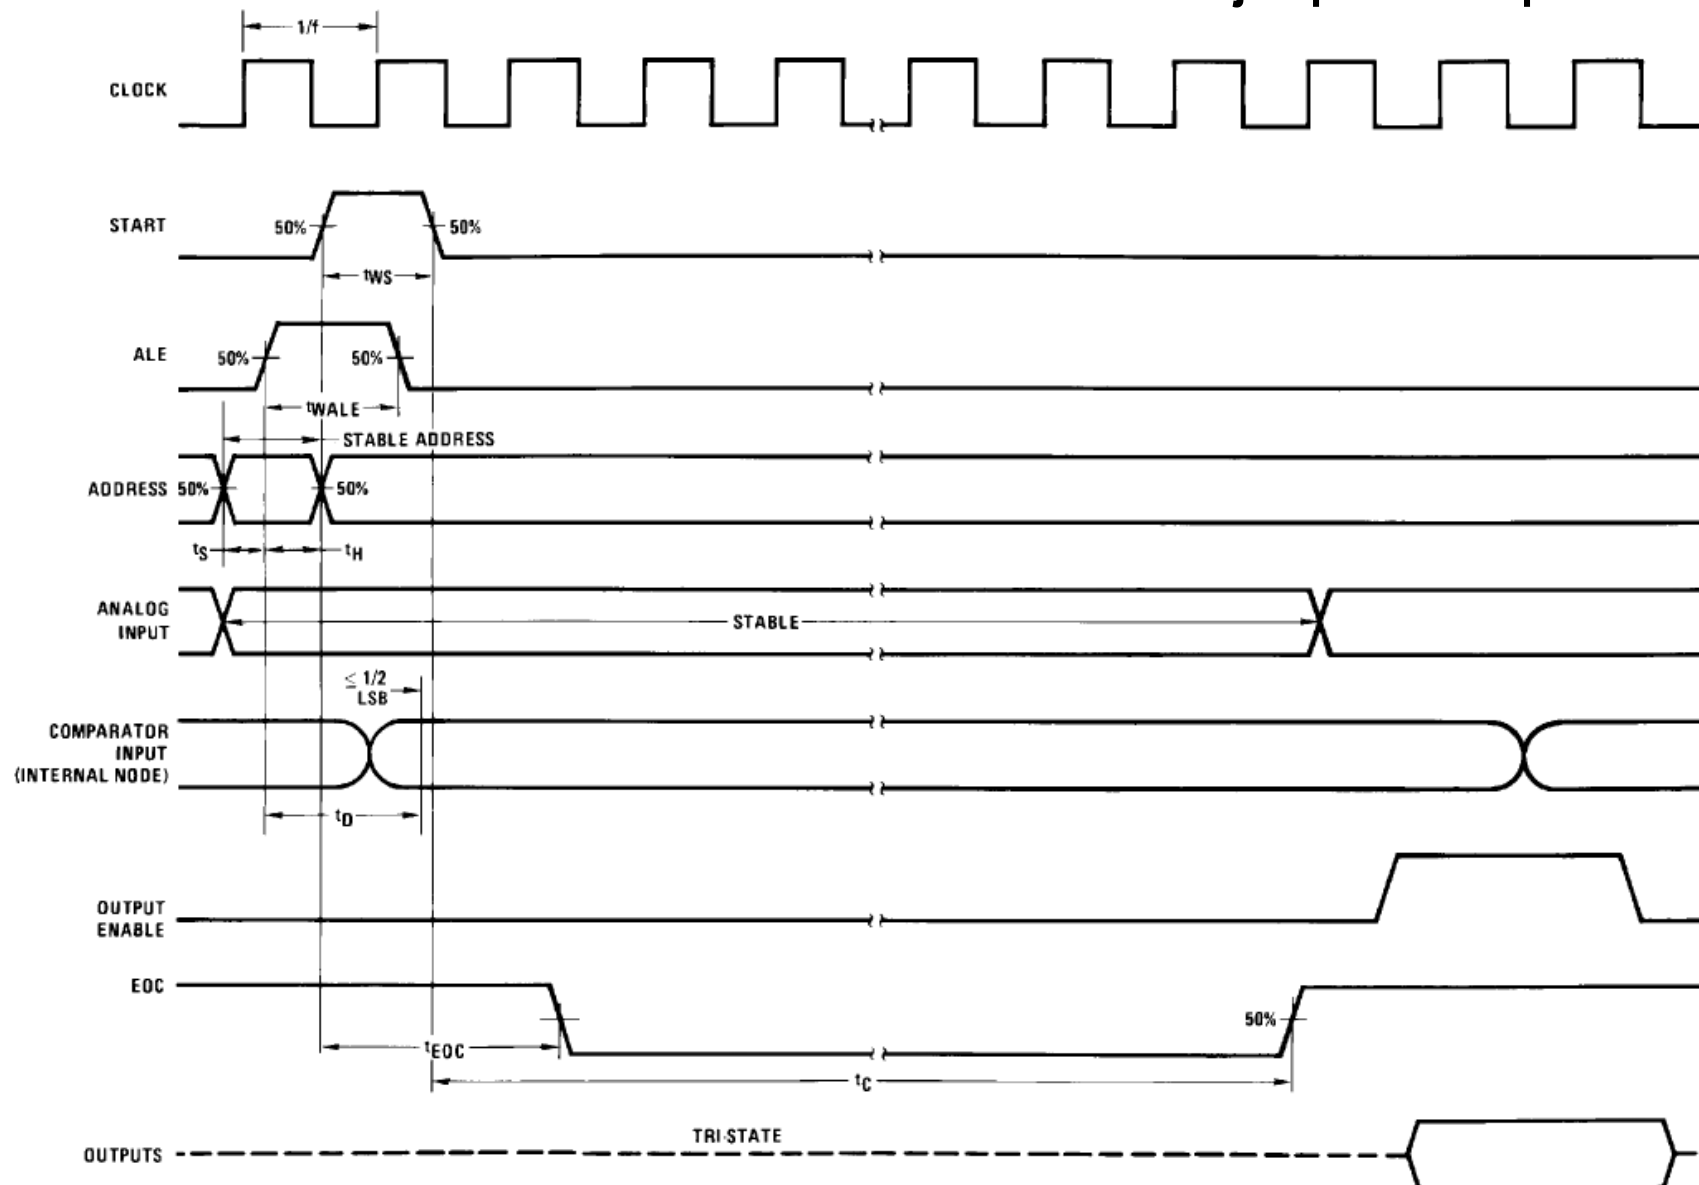 1/f
CLOCK
START
50%
50%
tWS
ALE
50%
50%
tWALE
STABLE ADDRESS
ADDRESS
50%
50%
tS
tH
ANALOG
INPUT
STABLE
≤ 1/2
LSB
COMPARATOR
INPUT
(INTERNAL NODE)
tD
OUTPUT
ENABLE
EOC
50%
tEOC
tC
TRI-STATE
OUTPUTS